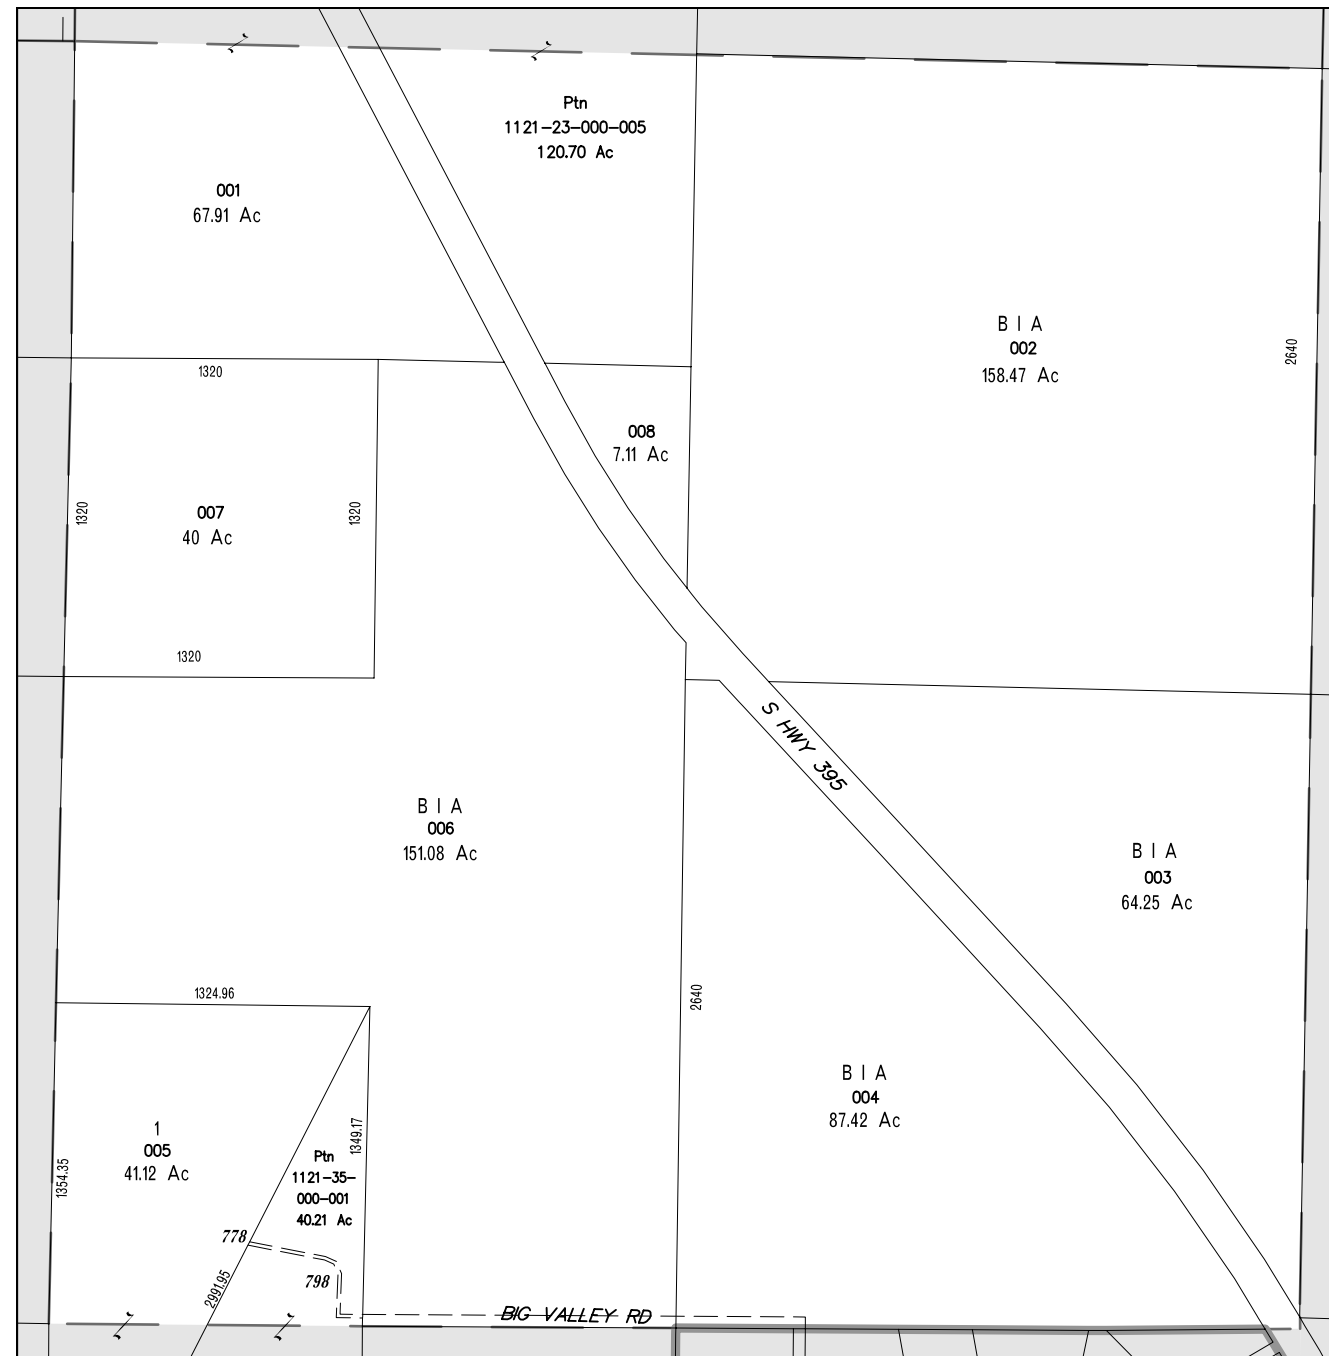 Ptn
1121-23-000-005
120.70 Ac
001
67.91 Ac
B I A
002
158.47 Ac
2640
1320
008
7.11 Ac
1320
1320
007
40 Ac
1320
S HWY 395
B I A
006
151.08 Ac
B I A
003
64.25 Ac
1324.96
2640
B I A
004
87.42 Ac
1
005
41.12 Ac
1354.35
1349.17
Ptn
1121-35-
000-001
40.21 Ac
778
798
2991.95
BIG VALLEY RD